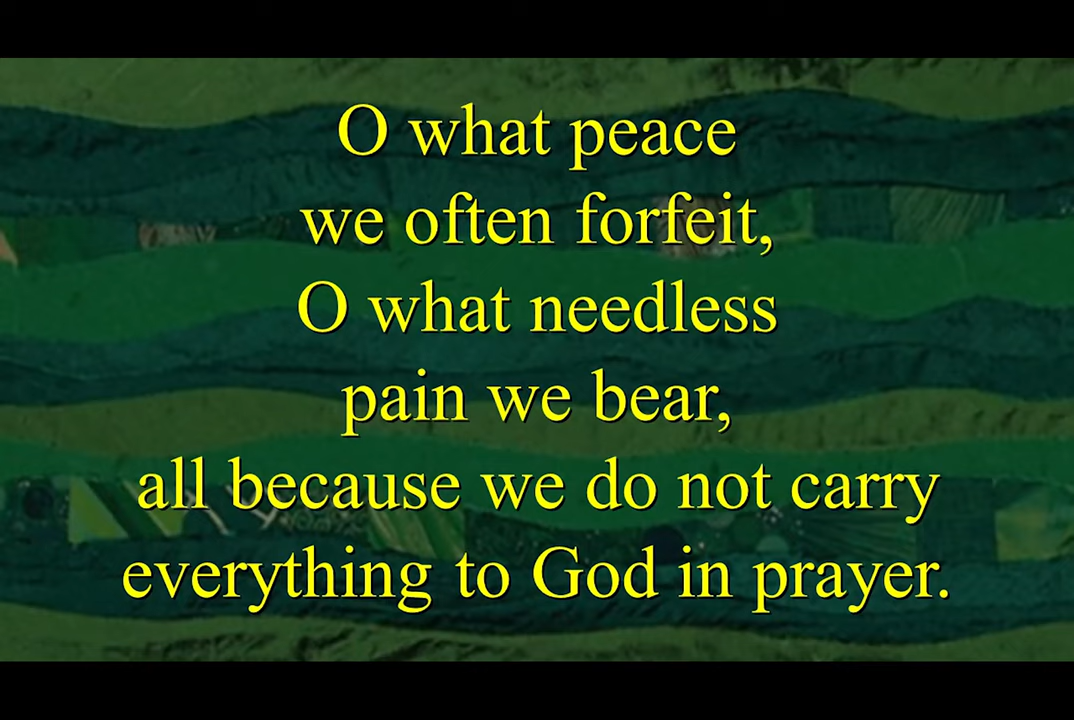 O what peace
we often forfeit,
O what needless
pain we bear,
all because we do not carry
everything to God in prayer.